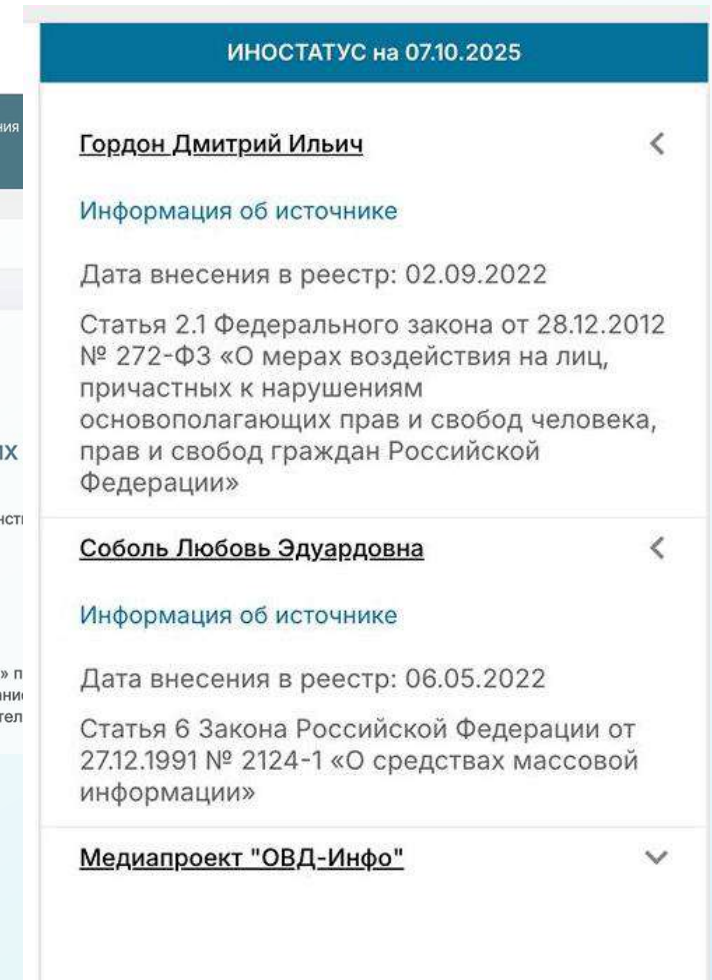 ИНОСТАТУС на 07.10.2025
Гордон Дмитрий Ильич
Информация об источнике
Дата внесения в реестр: 02.09.2022
Статья 2.1 Федерального закона от 28.12.2012
№ 272-ФЗ «О мерах воздействия на лиц,
причастных к нарушениям
основополагающих прав и свобод человека,
прав и свобод граждан Российской
Федерации»
Соболь Любовь Эдуардовна
Информация об источнике
Дата внесения в реестр: 06.05.2022
Статья 6 Закона Российской Федерации от
27.12.1991 № 2124-1 «О средствах массовой
информации»
Медиапроект "ОВД-Инфо"